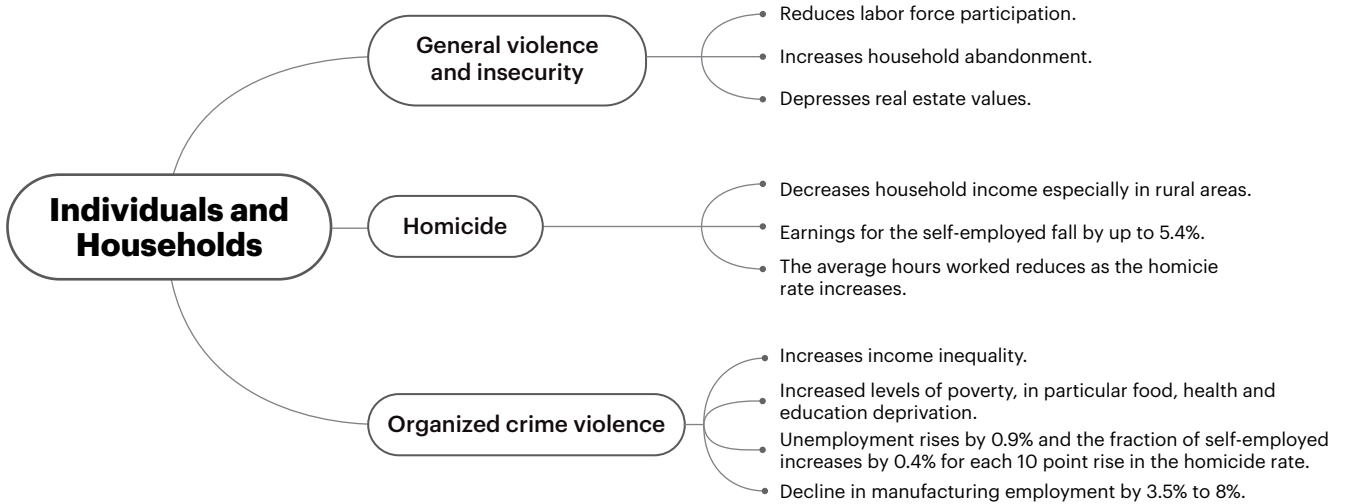 Individuals and
Households
General violence
and insecurity
Reduces labor force participation.
Increases household abandonment.
Depresses real estate values.
Homicide
Decreases household income especially in rural areas.
Earnings for the self-employed fall by up to 5.4%.
The average hours worked reduces as the homicie
rate increases.
Organized crime violence
Increases income inequality.
Increased levels of poverty, in particular food, health and
education deprivation.
Unemployment rises by 0.9% and the fraction of self-employed
increases by 0.4% for each 10 point rise in the homicide rate.
Decline in manufacturing employment by 3.5% to 8%.